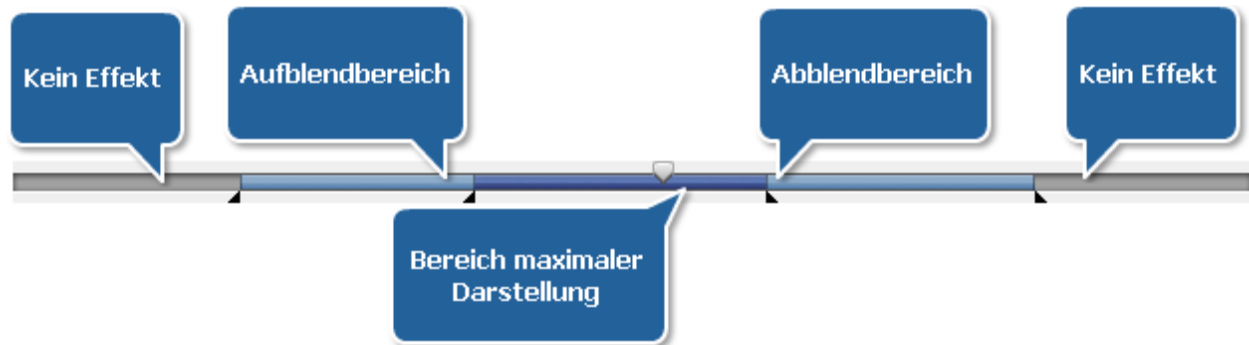 Kein Effekt
Aufblendbereich
Abblendbereich
Kein Effekt
Bereich maximaler
Darstellung